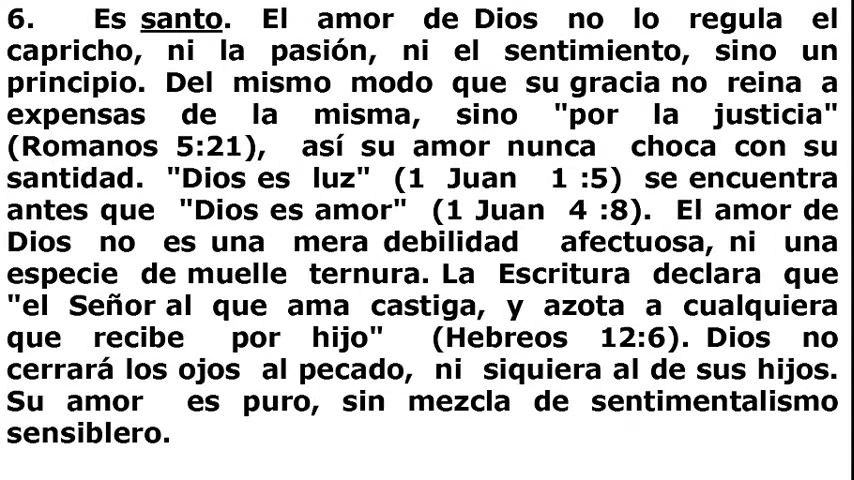 6. Es santo. El amor de Dios no lo regula el
capricho, ni la pasión, ni el sentimiento, sino un
principio. Del mismo modo que su gracia no reina a
expensas de la misma, sino "por la justicia"
(Romanos 5:21), así su amor nunca choca con su
santidad. "Dios es luz" (1 Juan 1 :5) se encuentra
antes que "Dios es amor" (1 Juan 4 :8). El amor de
Dios no es una mera debilidad afectuosa, ni una
especie de muelle ternura. La Escritura declara que
"el Señor al que ama castiga, y azota a cualquiera
que recibe por hijo" (Hebreos 12:6). Dios no
cerrará los ojos al pecado, ni siquiera al de sus hijos.
Su amor es puro, sin mezcla de sentimentalismo
sensiblero.